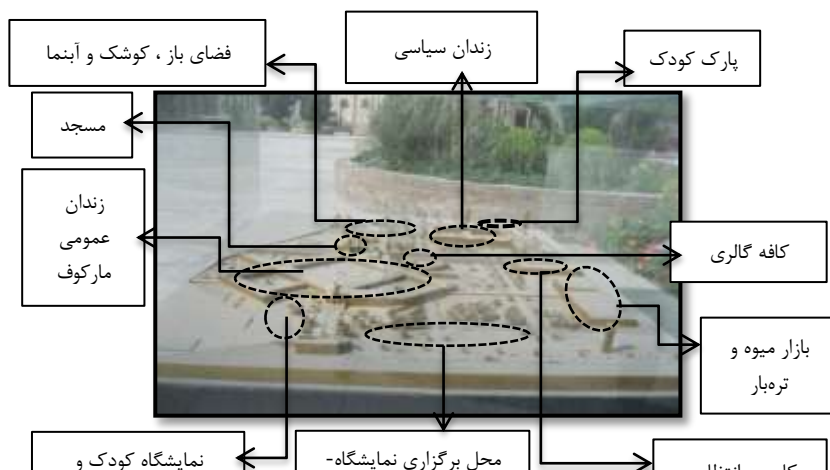 فضای باز ، کوشک و آبنما
زندان سیاسی
پارک کودک
مسجد
زندان
عمومی
مارکوف
کافه گالری
بازار میوه و
تره‌بار
نمایشگاه کودک و
محل برگزاری نمایشگاه-